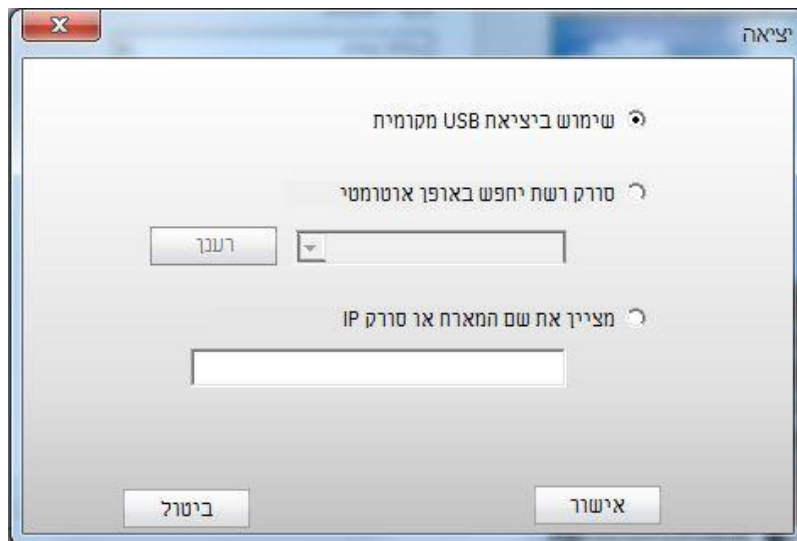 יציאה
שימוש ביציאת USB מקומית
סורק רשת יחפש באופן אוטומטי
רענן
מציין את שם המארח או סורק IP
אישור
ביטול